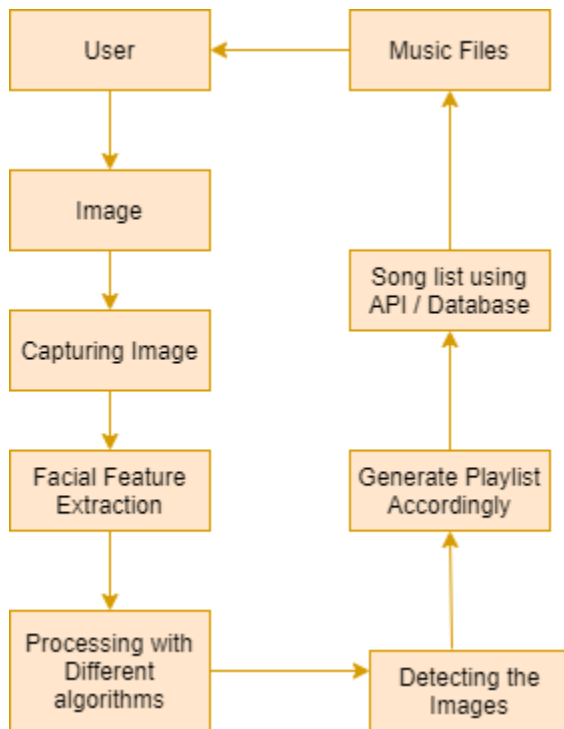 User
Music Files
Image
Song list using
API / Database
Capturing Image
Facial Feature
Extraction
Generate Playlist
Accordingly
Processing with
Different
algorithms
Detecting the
Images